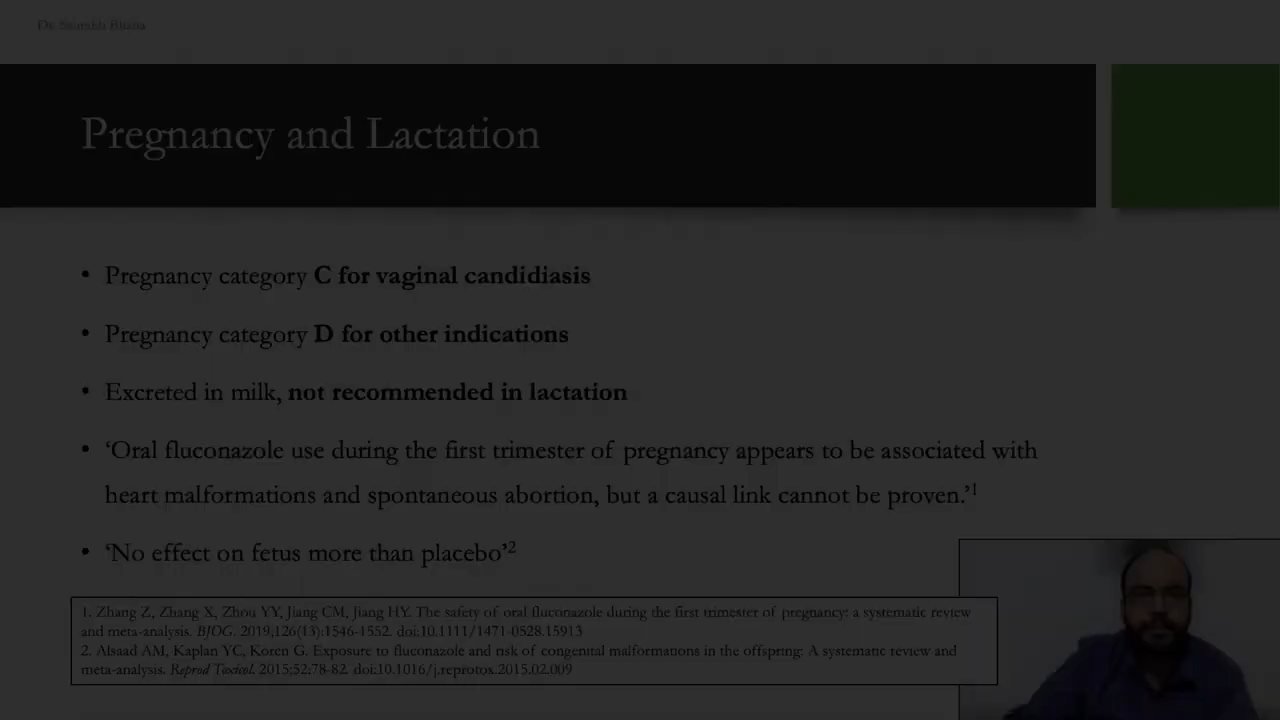 Pregnancy and Lactation
• Pregnancy category C for vaginal candidiasis
• Pregnancy category D for other indications
• Excreted in milk, not recommended in lactation
• ‘Oral fluconazole use during the first trimester of pregnancy appears to be associated with
heart malformations and spontaneous abortion, but a causal link cannot be proven.’1
• ‘No effect on fetus more than placebo’2
1. Zhang Z, Zhang X, Zhou YY, Jiang CM, Jiang HY. The safety of oral fluconazole during the first trimester of pregnancy: a systematic review
and meta-analysis. BJOG. 2019;126(13):1546-1552. doi:10.1111/1471-0528.15913
2. Alsaad AM, Kaplan YC, Koren G. Exposure to fluconazole and risk of congenital malformations in the offspring: A systematic review and
meta-analysis. Reprod Toxicol. 2015;52:78-82. doi:10.1016/j.reprotox.2015.02.009